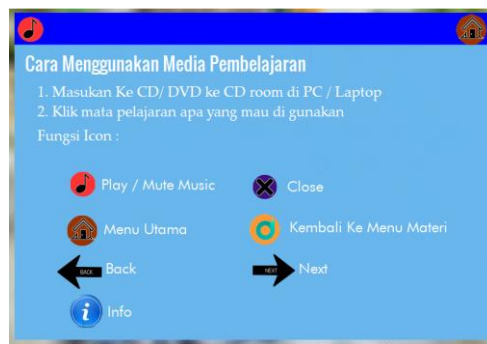 Cara Menggunakan Media Pembelajaran
1. Masukan Ke CD/ DVD ke CD room di PC / Laptop
2. Klik mata pelajaran apa yang mau di gunakan
Fungsi Icon :
Play / Mute Music
Close
Menu Utama
Kembali Ke Menu Materi
BACK Back
NEXT Next
i Info